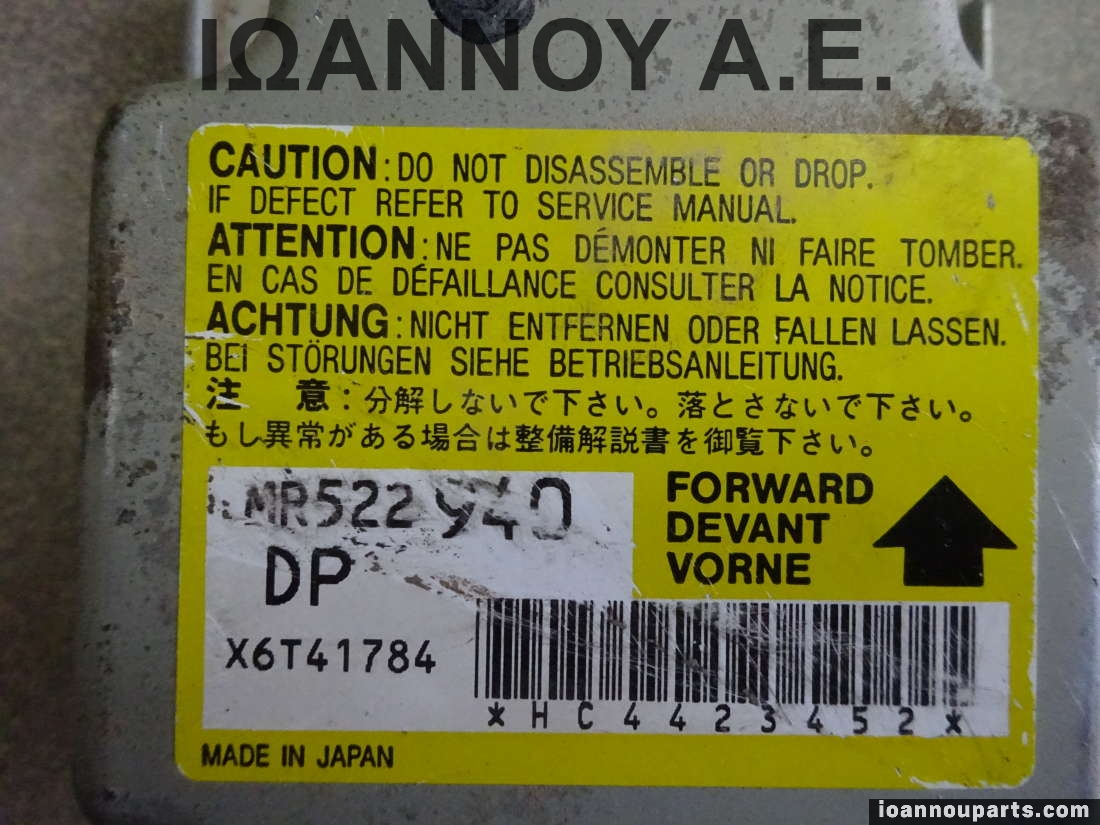 ΙΩΑΝΝΟΥ Α.Ε.
CAUTION : DO NOT DISASSEMBLE OR DROP.
IF DEFECT REFER TO SERVICE MANUAL.
ATTENTION : NE PAS DÉMONTER NI FAIRE TOMBER.
EN CAS DE DÉFAILLANCE CONSULTER LA NOTICE.
ACHTUNG : NICHT ENTFERNEN ODER FALLEN LASSEN.
BEI STÖRUNGEN SIEHE BETRIEBSANLEITUNG.
注　意：分解しないで下さい。落とさないで下さい。
もし異常がある場合は整備解説書を御覧下さい。
MR522940
DP
FORWARD
DEVANT
VORNE
X6T41784
*HC4423452*
MADE IN JAPAN
ioannouparts.com